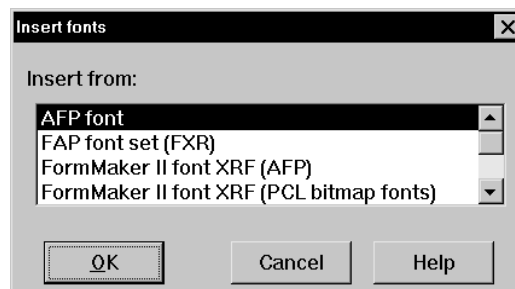 Insert fonts
Insert from:
AFP font
FAP font set (FXR)
FormMaker II font XRF (AFP)
FormMaker II font XRF (PCL bitmap fonts)
OK Cancel Help